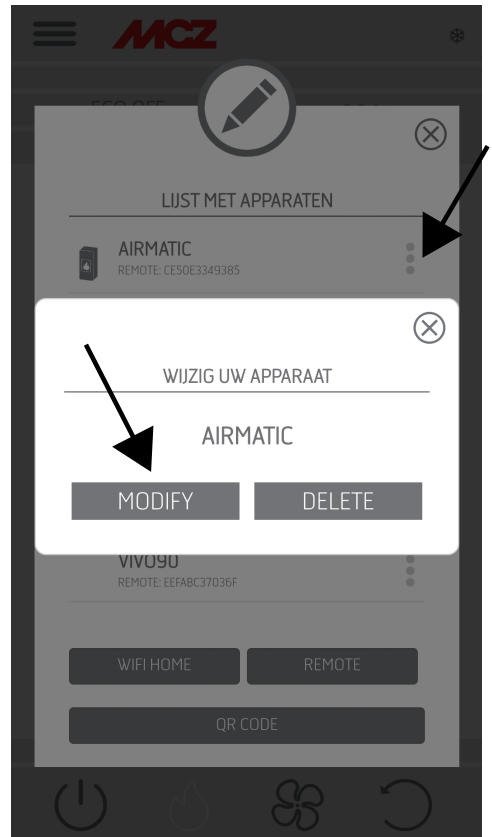 MCZ
LIJST MET APPARATEN
AIRMATIC
REMOTE: CE50E3349385
WIJZIG UW APPARAAT
AIRMATIC
MODIFY DELETE
VIVO90
REMOTE: EEFABC37036F
WIFI HOME REMOTE
QR CODE